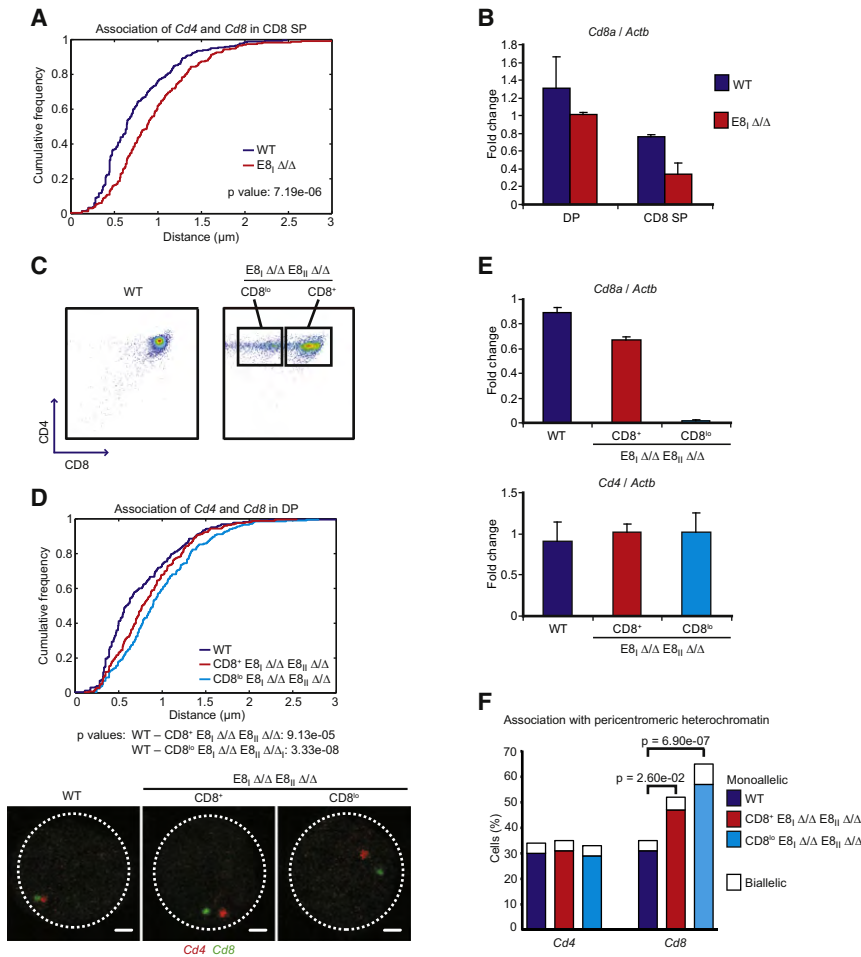 A
Association of Cd4 and Cd8 in CD8 SP
Cumulative frequency
1
0.8
0.6
0.4
0.2
0
0 0.5 1 1.5 2 2.5 3
Distance (µm)
WT
E8I Δ/Δ
p value: 7.19e-06
B
Cd8a / Actb
Fold change
1.8
1.6
1.4
1.2
1
0.8
0.6
0.4
0.2
0
DP CD8 SP
WT
E8I Δ/Δ
C
WT
E8I Δ/Δ E8II Δ/Δ
CD8lo CD8+
CD4
CD8
D
Association of Cd4 and Cd8 in DP
Cumulative frequency
1
0.8
0.6
0.4
0.2
0
0 0.5 1 1.5 2 2.5 3
Distance (µm)
WT
CD8+ E8I Δ/Δ E8II Δ/Δ
CD8lo E8I Δ/Δ E8II Δ/Δ
p values: WT – CD8+ E8I Δ/Δ E8II Δ/Δ: 9.13e-05
WT – CD8lo E8I Δ/Δ E8II Δ/ΔI: 3.33e-08
E8I Δ/Δ E8II Δ/Δ
WT CD8+ CD8lo
Cd4 Cd8
E
Cd8a / Actb
Fold change
1
0.8
0.6
0.4
0.2
0
WT CD8+ CD8lo
E8I Δ/Δ E8II Δ/Δ
Cd4 / Actb
Fold change
1.5
1
0.5
0
WT CD8+ CD8lo
E8I Δ/Δ E8II Δ/Δ
F
Association with pericentromeric heterochromatin
Cells (%)
70
60
50
40
30
20
10
0
p = 6.90e-07
p = 2.60e-02
Cd4 Cd8
Monoallelic
WT
CD8+ E8I Δ/Δ E8II Δ/Δ
CD8lo E8I Δ/Δ E8II Δ/Δ
Biallelic